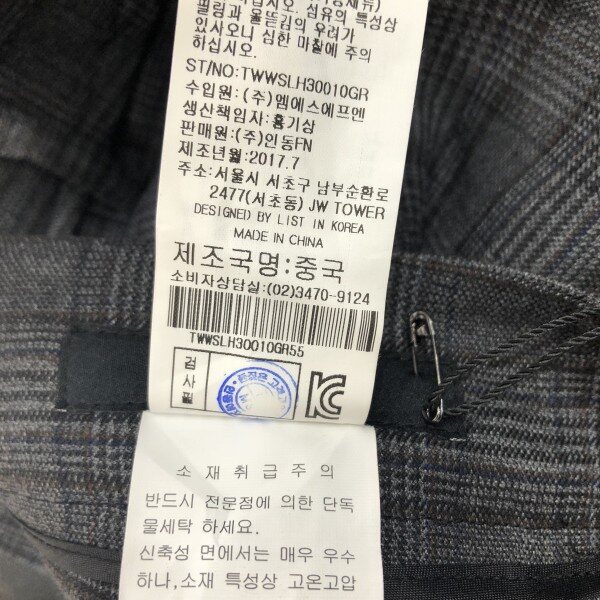 필링과 올뜯김의 우려가
있사오니 심한 마찰에 주의
하십시오.
ST/NO:TWWSLH30010GR
수입원:(주)엠에스에프엔
생산책임자:홍기상
판매원:(주)인동FN
제조년월:2017.7
주소:서울시 서초구 남부순환로
2477(서초동) JW TOWER
DESIGNED BY LIST IN KOREA
MADE IN CHINA
제조국명:중국
소비자상담실:(02)3470-9124
TWWSLH30010GR55
검사필
KC
소재취급주의
반드시 전문점에 의한 단독
물세탁 하세요.
신축성 면에서는 매우 우수
하나,소재 특성상 고온고압